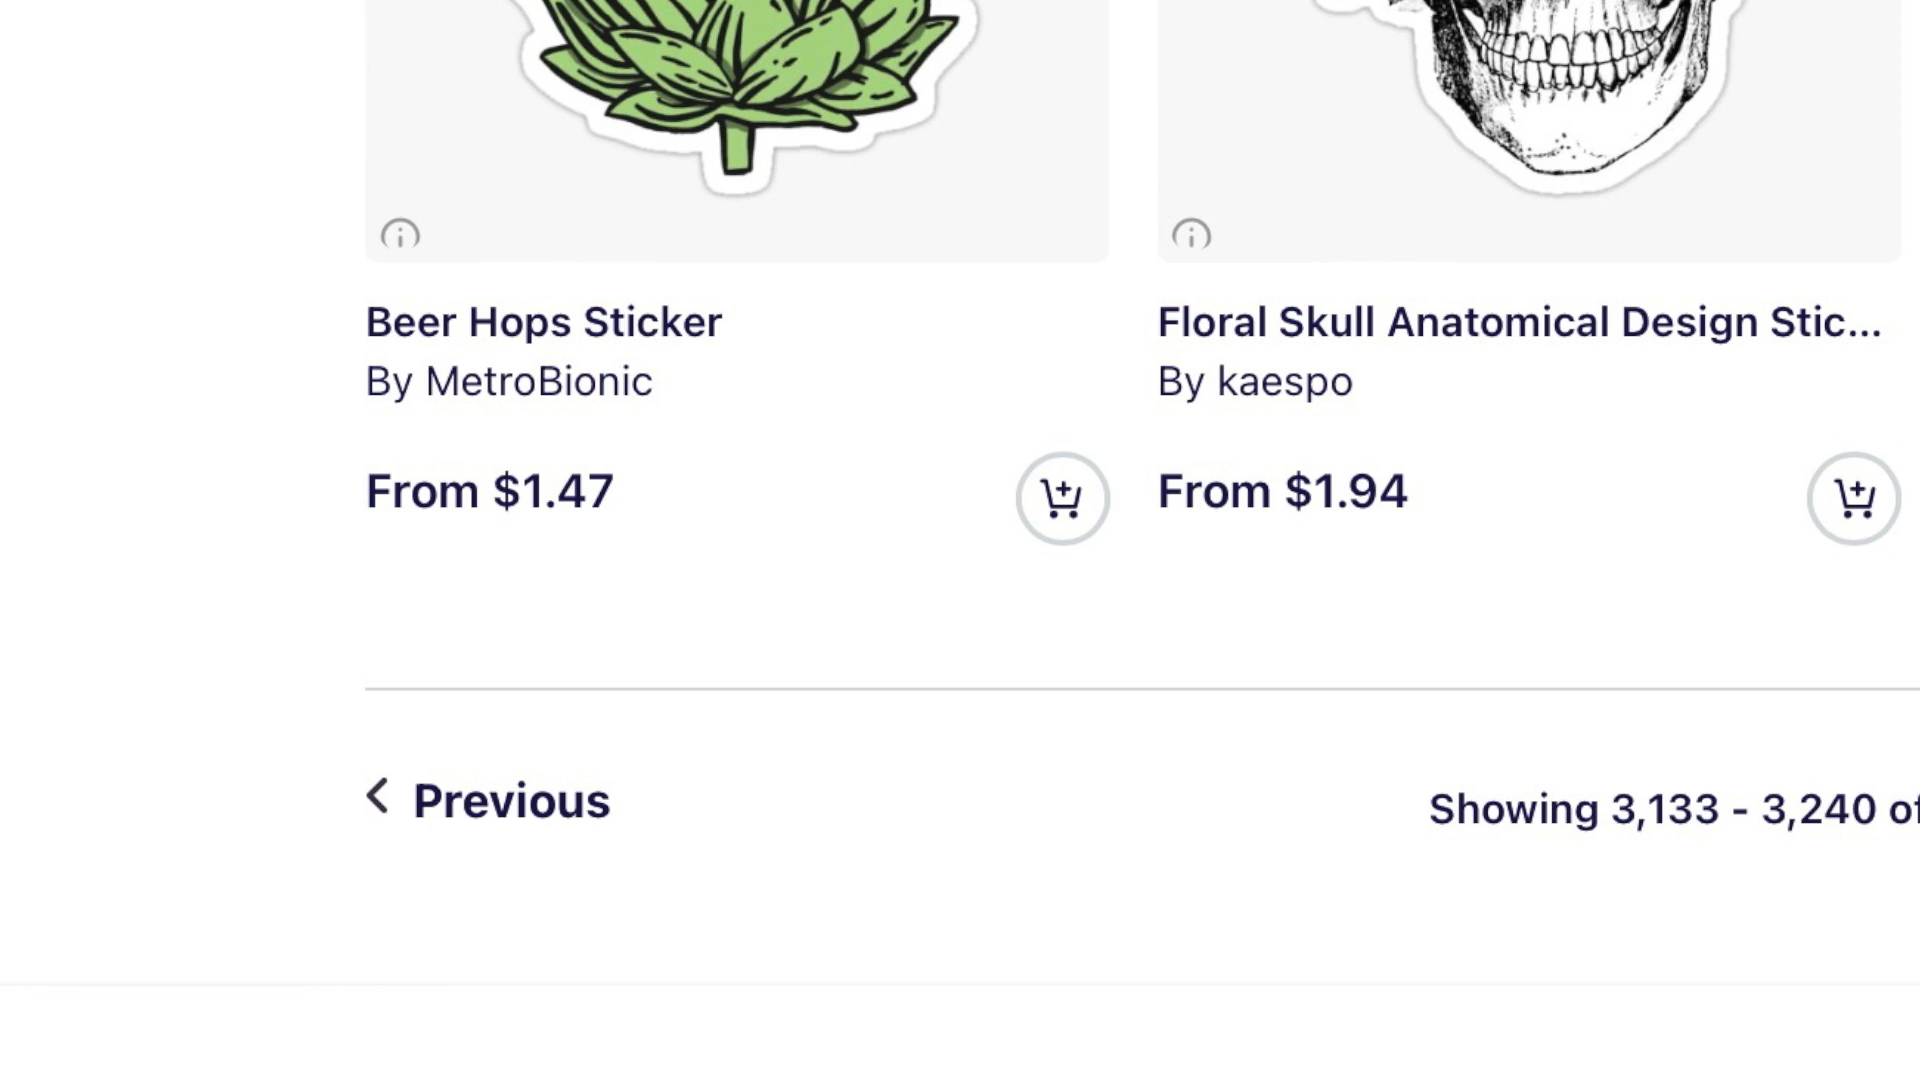 Beer Hops Sticker
By MetroBionic
From $1.47
Floral Skull Anatomical Design Stic...
By kaespo
From $1.94
Previous
Showing 3,133 - 3,240 of